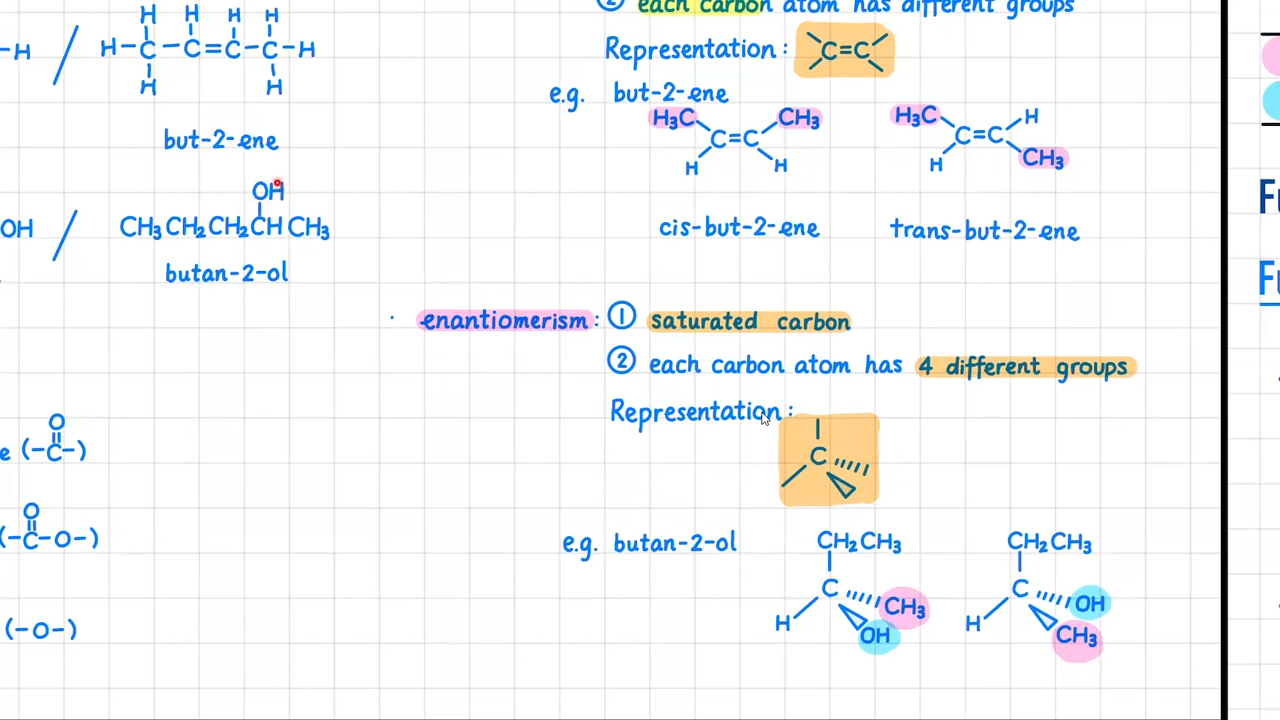 ② each carbon atom has different groups
Representation: C=C
H H H H
-H / H-C-C=C-C-H
H H
but-2-ene
e.g. but-2-ene
H₃C CH₃ C=C H H
H₃C H C=C H CH₃
cis-but-2-ene trans-but-2-ene
OH
OH / CH₃CH₂CH₂CHCH₃
butan-2-ol
· enantiomerism: ① saturated carbon
② each carbon atom has 4 different groups
Representation:
C
O
e (-C-)
O
(-C-O-)
(-O-)
e.g. butan-2-ol
CH₂CH₃ CH₂CH₃
C CH₃ C OH
H OH H CH₃